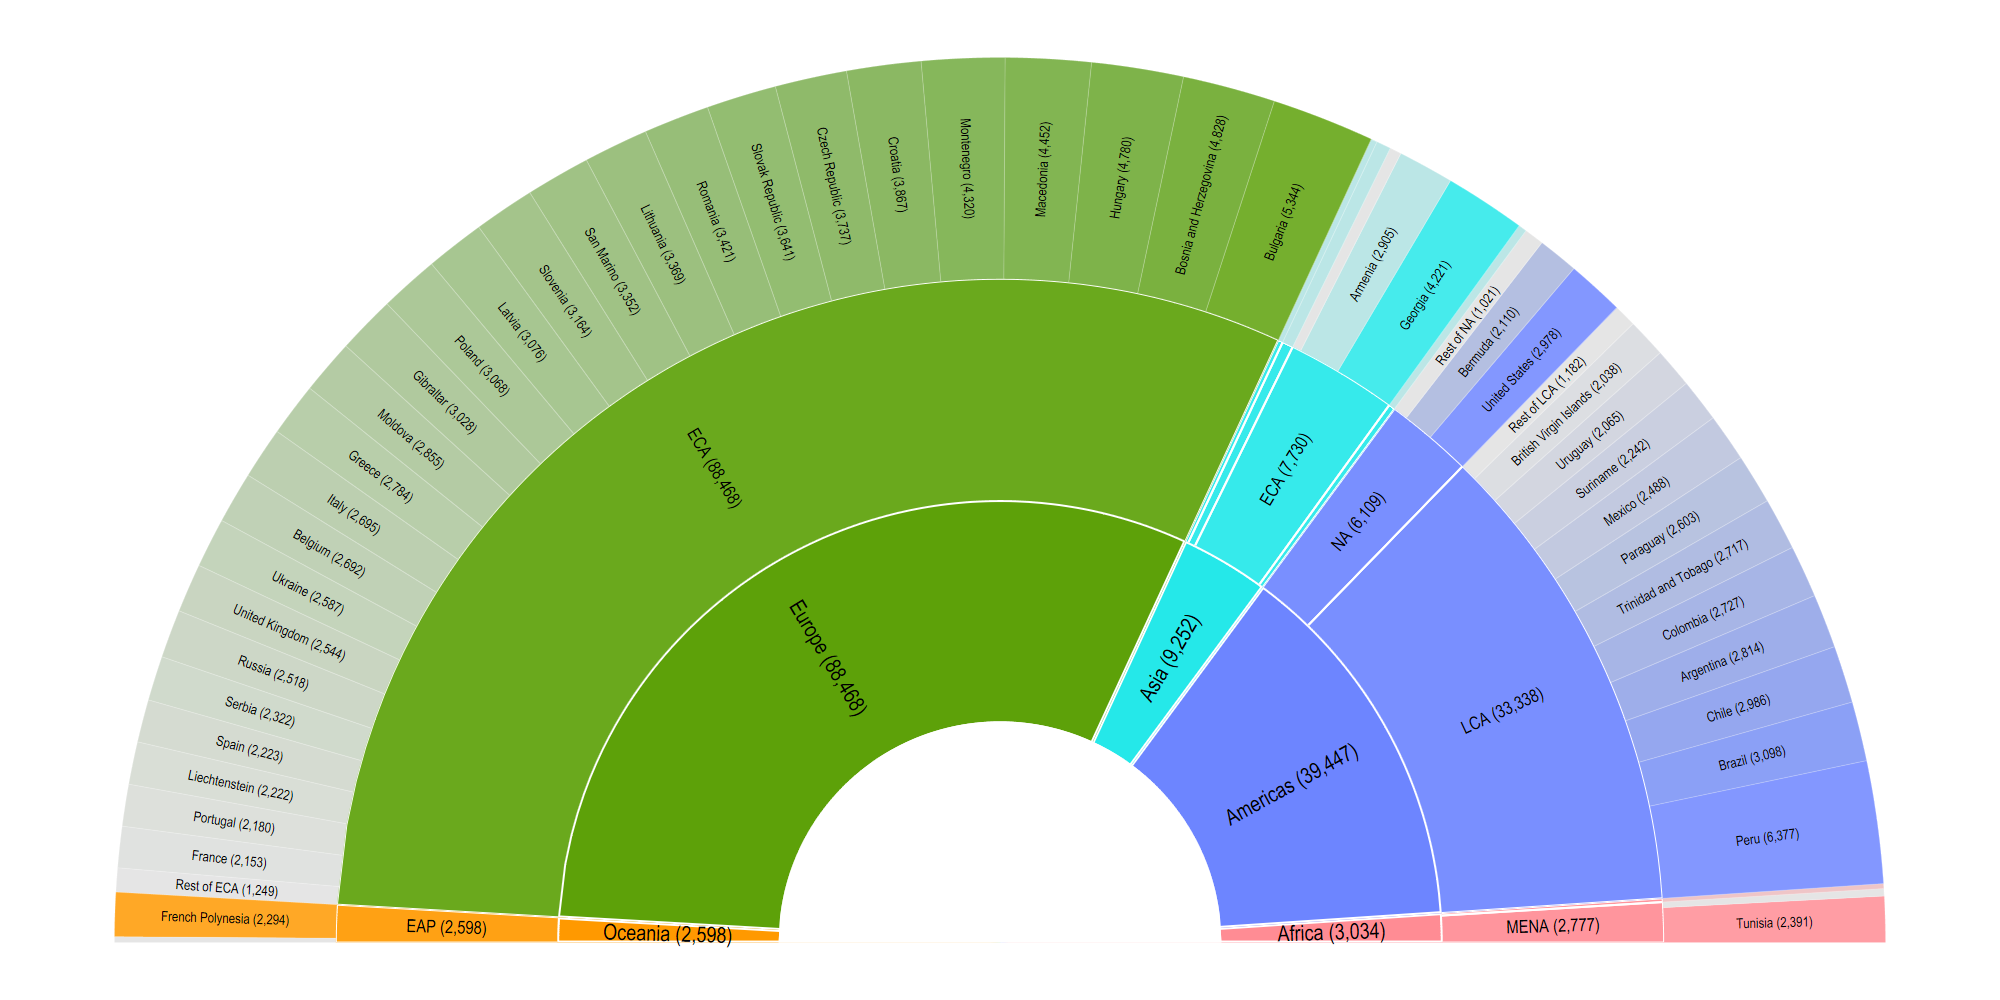 Bulgaria (5,344)
Bosnia and Herzegovina (4,828)
Hungary (4,780)
Macedonia (4,452)
Montenegro (4,320)
Croatia (3,867)
Czech Republic (3,737)
Slovak Republic (3,641)
Romania (3,421)
Lithuania (3,369)
San Marino (3,352)
Slovenia (3,164)
Latvia (3,076)
Poland (3,068)
Gibraltar (3,028)
Moldova (2,855)
Greece (2,784)
Italy (2,695)
Belgium (2,692)
Ukraine (2,587)
United Kingdom (2,544)
Russia (2,518)
Serbia (2,322)
Spain (2,223)
Liechtenstein (2,222)
Portugal (2,180)
France (2,153)
Rest of ECA (1,249)
French Polynesia (2,294)
ECA (88,468)
Europe (88,468)
EAP (2,598)
Oceania (2,598)
Armenia (2,905)
Georgia (4,221)
ECA (7,730)
Asia (9,252)
Rest of NA (1,021)
Bermuda (2,110)
United States (2,978)
NA (6,109)
Rest of LCA (1,182)
British Virgin Islands (2,038)
Uruguay (2,065)
Suriname (2,242)
Mexico (2,488)
Paraguay (2,603)
Trinidad and Tobago (2,717)
Colombia (2,727)
Argentina (2,814)
Chile (2,986)
Brazil (3,098)
Peru (6,377)
LCA (33,338)
Americas (39,447)
Africa (3,034)
MENA (2,777)
Tunisia (2,391)